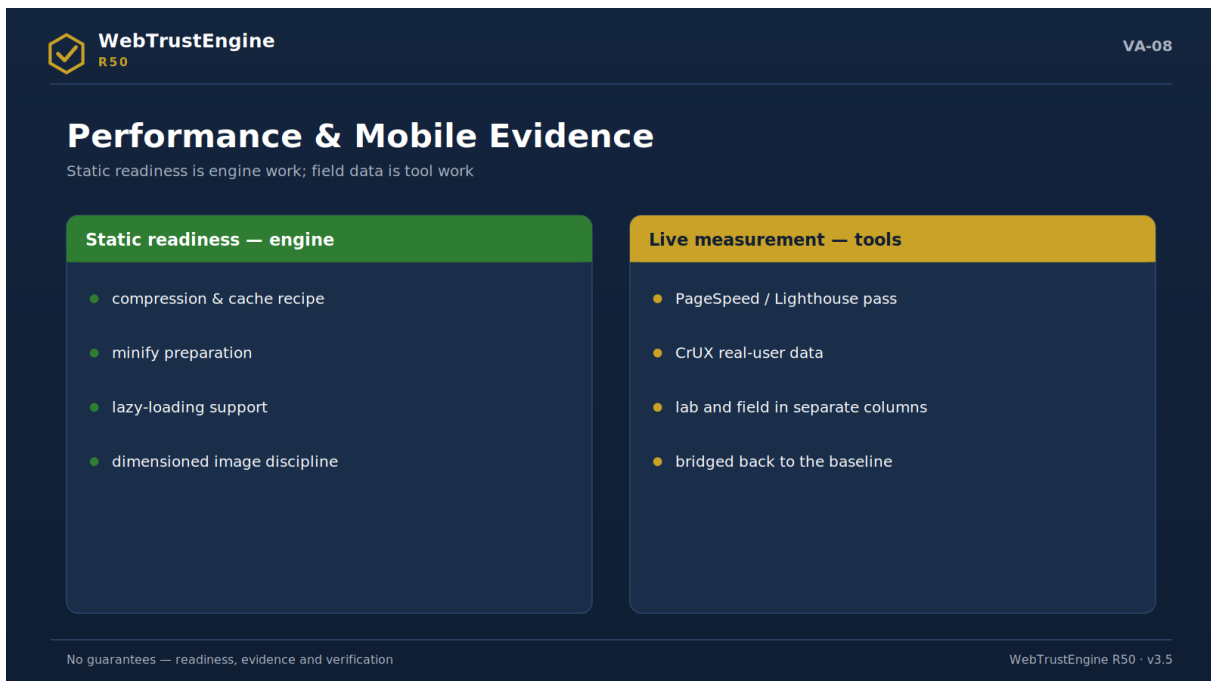 WebTrustEngine
R50
VA-08
Performance & Mobile Evidence
Static readiness is engine work; field data is tool work
Static readiness — engine
compression & cache recipe
minify preparation
lazy-loading support
dimensioned image discipline
Live measurement — tools
PageSpeed / Lighthouse pass
CrUX real-user data
lab and field in separate columns
bridged back to the baseline
No guarantees — readiness, evidence and verification
WebTrustEngine R50 · v3.5